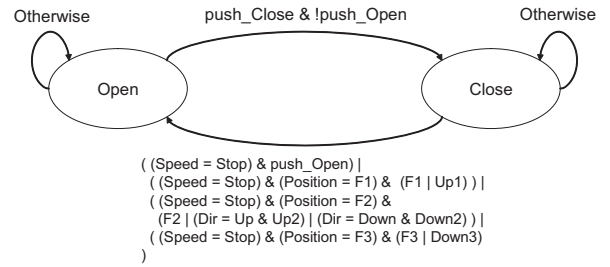 Otherwise
push_Close & !push_Open
Otherwise
Open
Close
( (Speed = Stop) & push_Open) |
( (Speed = Stop) & (Position = F1) & (F1 | Up1) ) |
( (Speed = Stop) & (Position = F2) &
(F2 | (Dir = Up & Up2) | (Dir = Down & Down2) ) |
( (Speed = Stop) & (Position = F3) & (F3 | Down3)
)